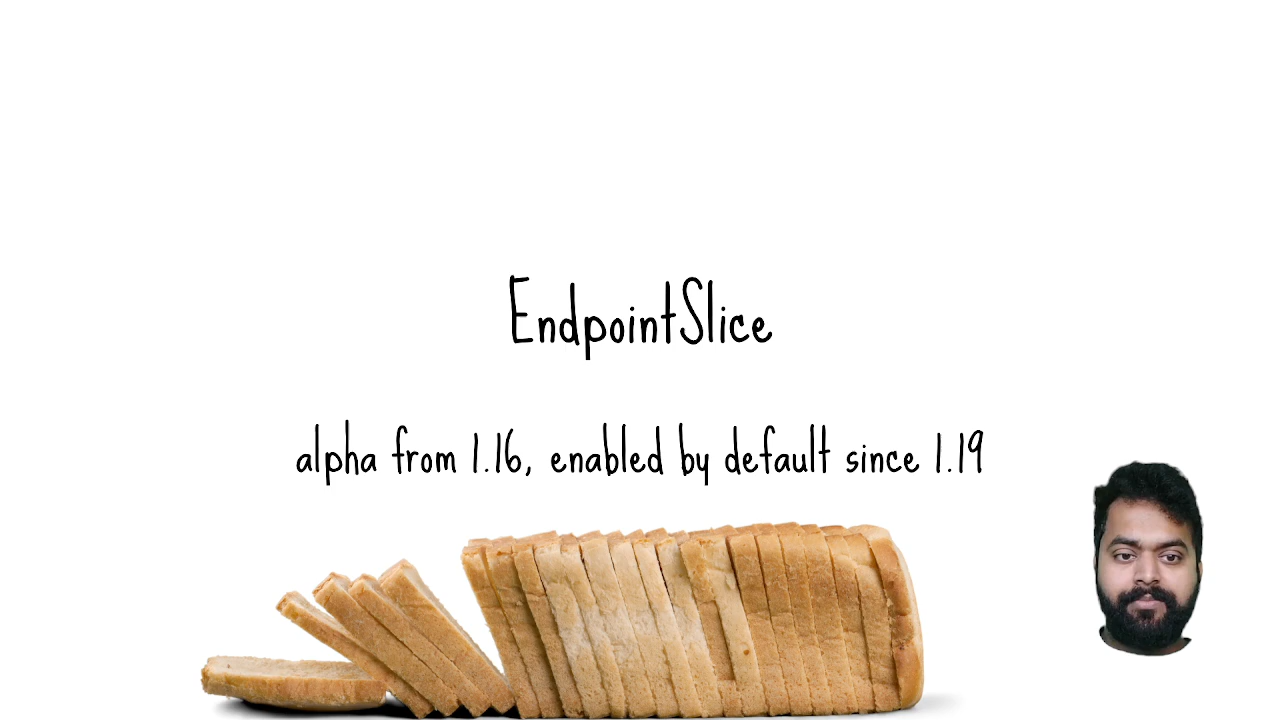 EndpointSlice
alpha from 1.16, enabled by default since 1.19